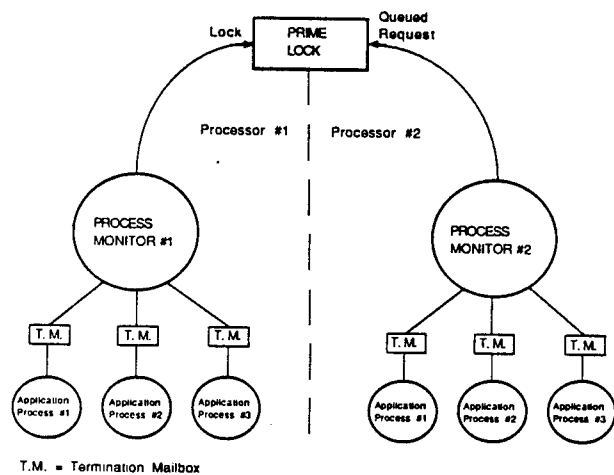 Lock
PRIME
LOCK
Queued
Request
Processor #1
Processor #2
PROCESS
MONITOR #1
PROCESS
MONITOR #2
T. M.
T. M.
T. M.
T. M.
T. M.
T. M.
Application
Process #1
Application
Process #2
Application
Process #3
Application
Process #1
Application
Process #2
Application
Process #3
T.M. = Termination Mailbox